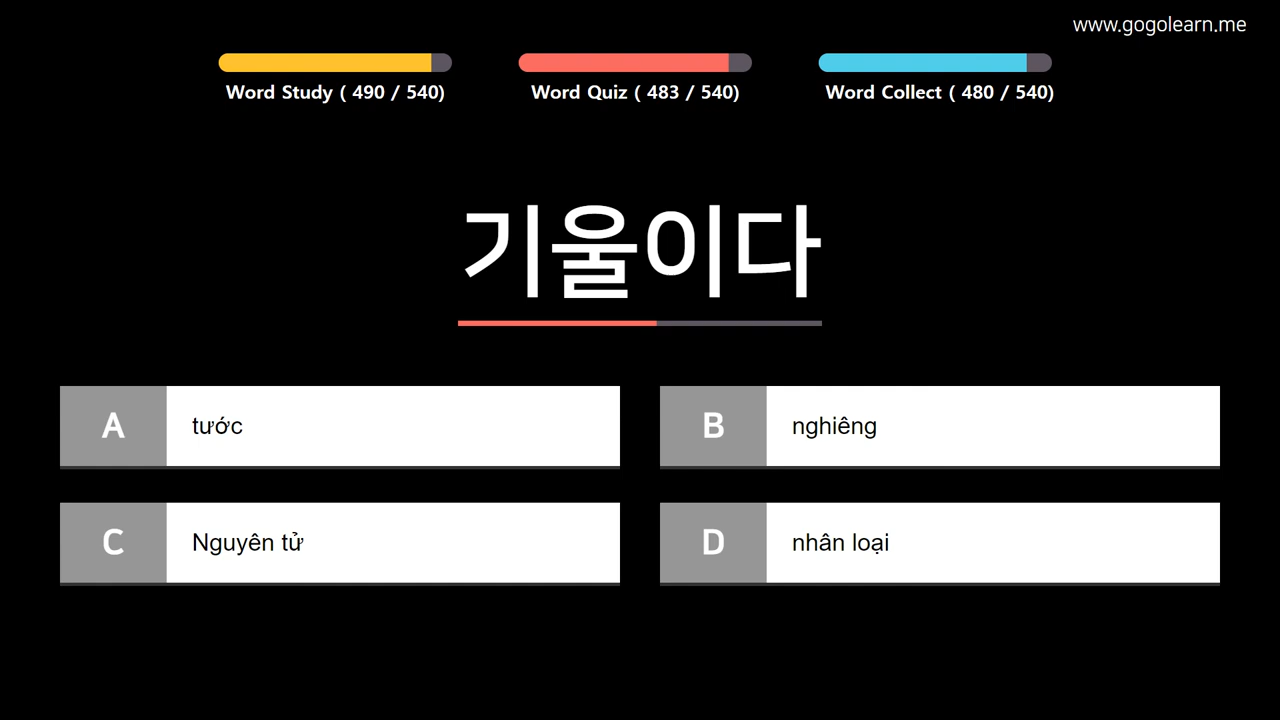 www.gogolearn.me
Word Study ( 490 / 540)
Word Quiz ( 483 / 540)
Word Collect ( 480 / 540)
기울이다
A tước
B nghiêng
C Nguyên tử
D nhân loại